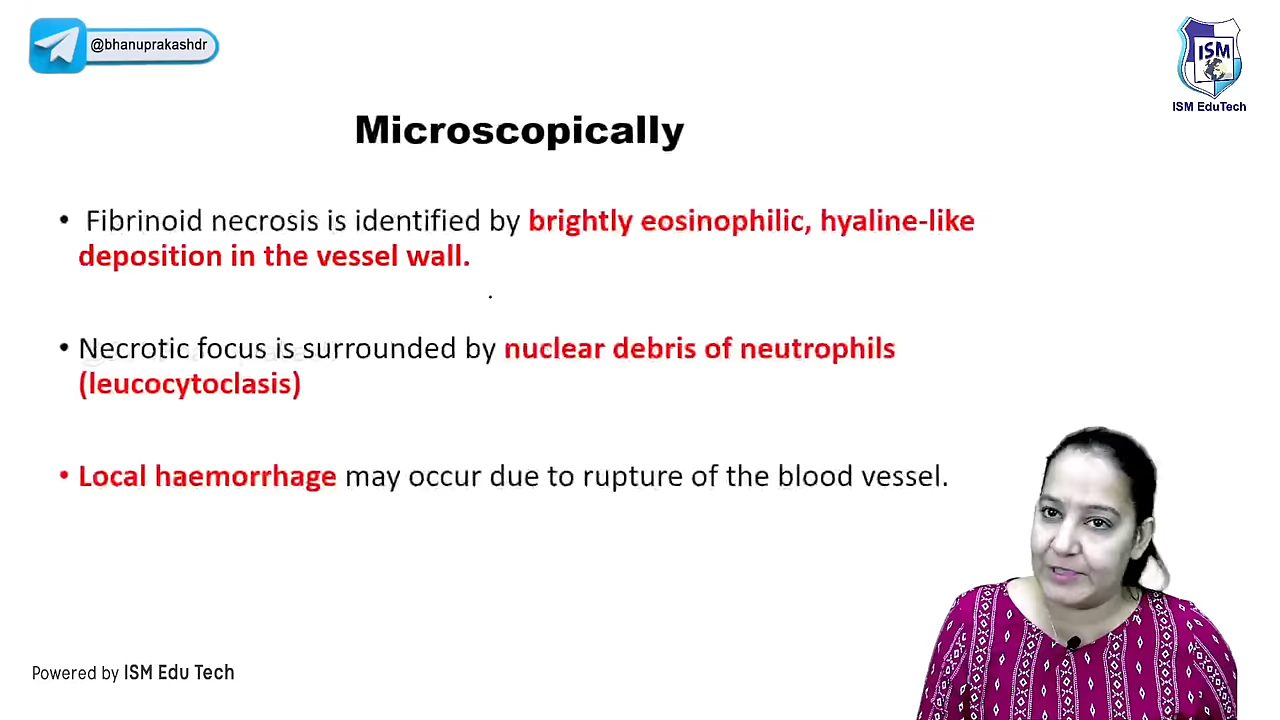 @bhanuprakashdr
ISM
ISM EduTech
Microscopically
• Fibrinoid necrosis is identified by brightly eosinophilic, hyaline-like
deposition in the vessel wall.
• Necrotic focus is surrounded by nuclear debris of neutrophils
(leucocytoclasis)
• Local haemorrhage may occur due to rupture of the blood vessel.
Powered by ISM Edu Tech